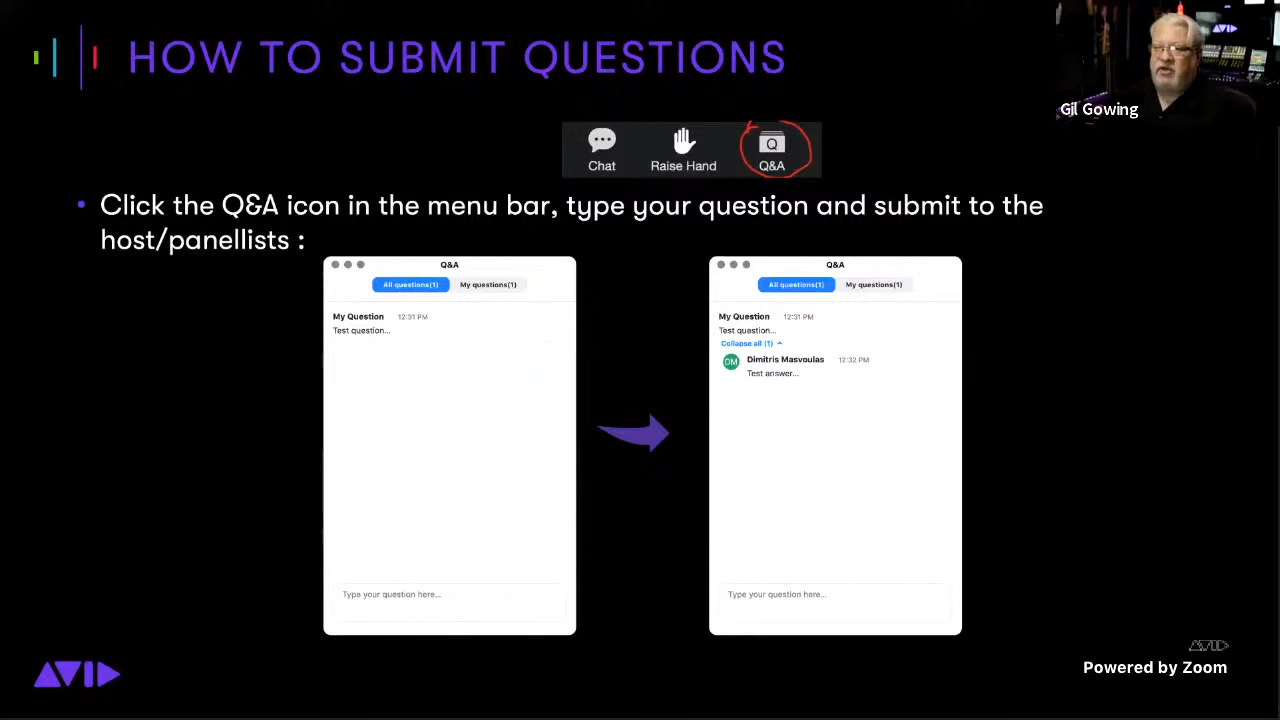 HOW TO SUBMIT QUESTIONS
Gil Gowing
Chat
Raise Hand
Q
Q&A
• Click the Q&A icon in the menu bar, type your question and submit to the
host/panellists :
Q&A
All questions(1)
My questions(1)
My Question 12:31 PM
Test question...
Type your question here...
Q&A
All questions(1)
My questions(1)
My Question 12:31 PM
Test question...
Collapse all (1)
DM
Dimitris Masvoulas 12:32 PM
Test answer...
Type your question here...
AVID
AVID
Powered by Zoom
AVID